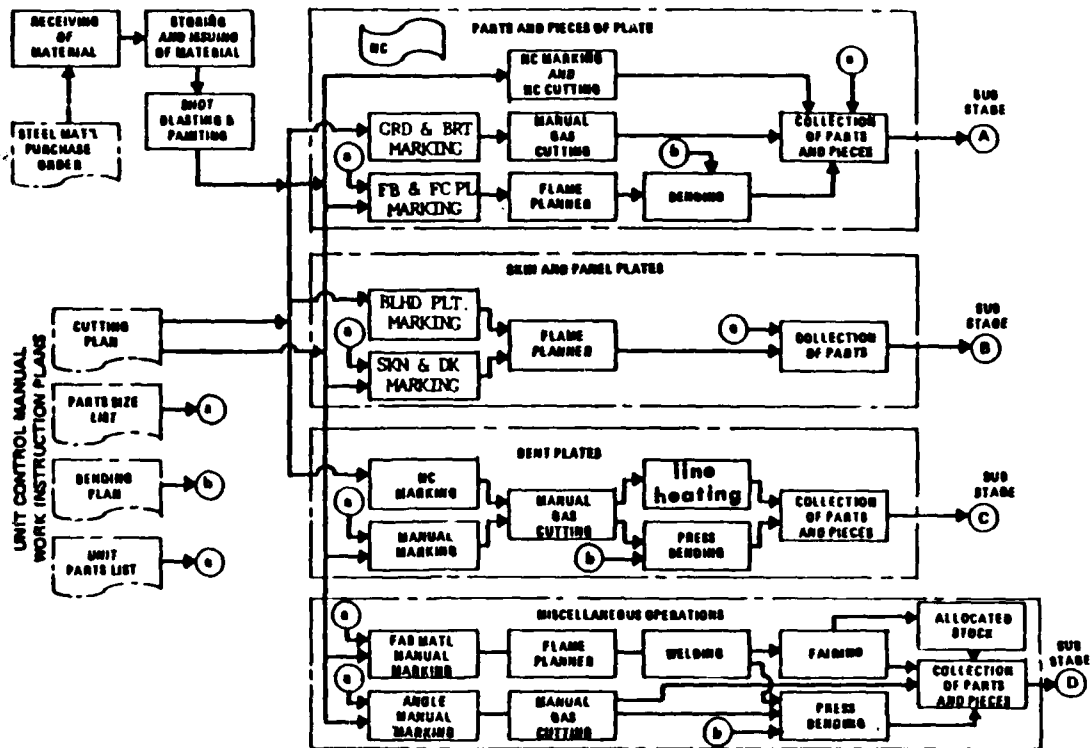 RECEIVING
OF
MATERIAL
STORING
AND ISSUING
OF MATERIAL
STEEL MAT'L
PURCHASE
ORDER
SHOT
BLASTING &
PAINTING
UNIT CONTROL MANUAL
WORK INSTRUCTION PLANS
CUTTING
PLAN
PARTS SIZE
LIST
a
BENDING
PLAN
b
UNIT
PARTS LIST
PARTS AND PIECES OF PLATE
NC
NC MARKING
AND
NC CUTTING
GRD & BRT
MARKING
MANUAL
GAS
CUTTING
a
FB & FC PL
MARKING
FLAME
PLANNER
b
BENDING
COLLECTION
OF PARTS
AND PIECES
SUB
STAGE
A
SKIN AND PANEL PLATES
BLHD PLT.
MARKING
a
SKN & DK
MARKING
FLAME
PLANNER
COLLECTION
OF PARTS
SUB
STAGE
B
BENT PLATES
NC
MARKING
a
MANUAL
MARKING
MANUAL
GAS
CUTTING
line
heating
b
PRESS
BENDING
COLLECTION
OF PARTS
AND PIECES
SUB
STAGE
C
MISCELLANEOUS OPERATIONS
a
FAB MATL
MANUAL
MARKING
FLAME
PLANNER
WELDING
FAIRING
ALLOCATED
STOCK
a
ANGLE
MANUAL
MARKING
MANUAL
GAS
CUTTING
b
PRESS
BENDING
COLLECTION
OF PARTS
AND PIECES
SUB
STAGE
D